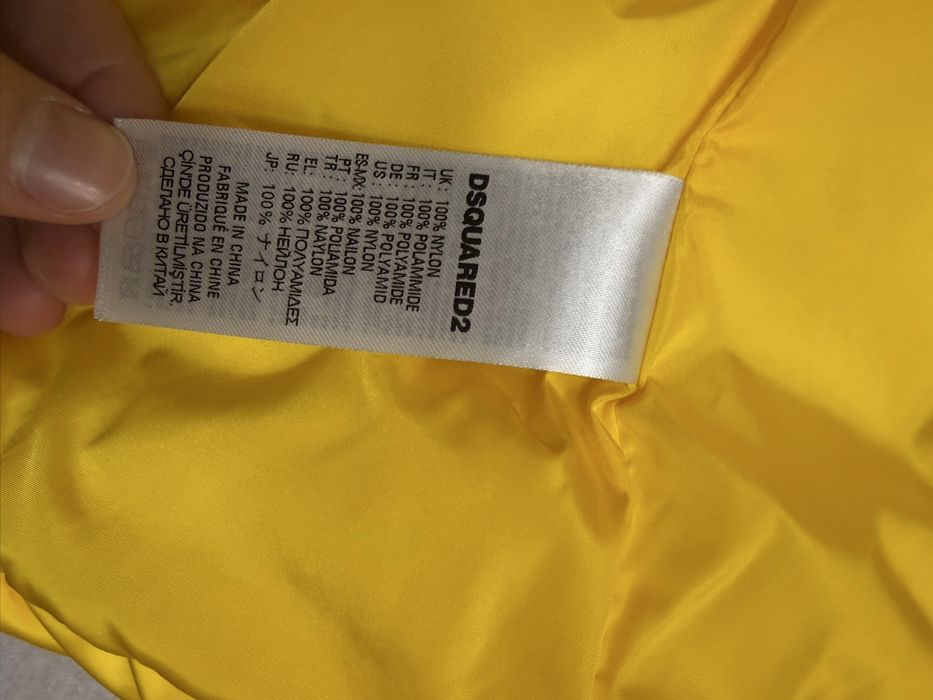 DSQUARED2
UK : 100% NYLON
IT : 100% POLAMMIDE
FR : 100% POLYAMIDE
DE : 100% POLYAMID
US : 100% NYLON
ES-MX: 100% NAILON
PT : 100% POLIAMIDA
TR : 100% NAYLON
EL : 100% ΠΟΛΥΑΜΙΔΕΣ
RU: 100% НЕЙЛОН
JP: 100% ナイロン
MADE IN CHINA
FABRIQUÉ EN CHINE
PRODUZIDO NA CHINA
ÇİNDE ÜRETİLMİŞTİR.
СДЕЛАНО В КИТАЙ